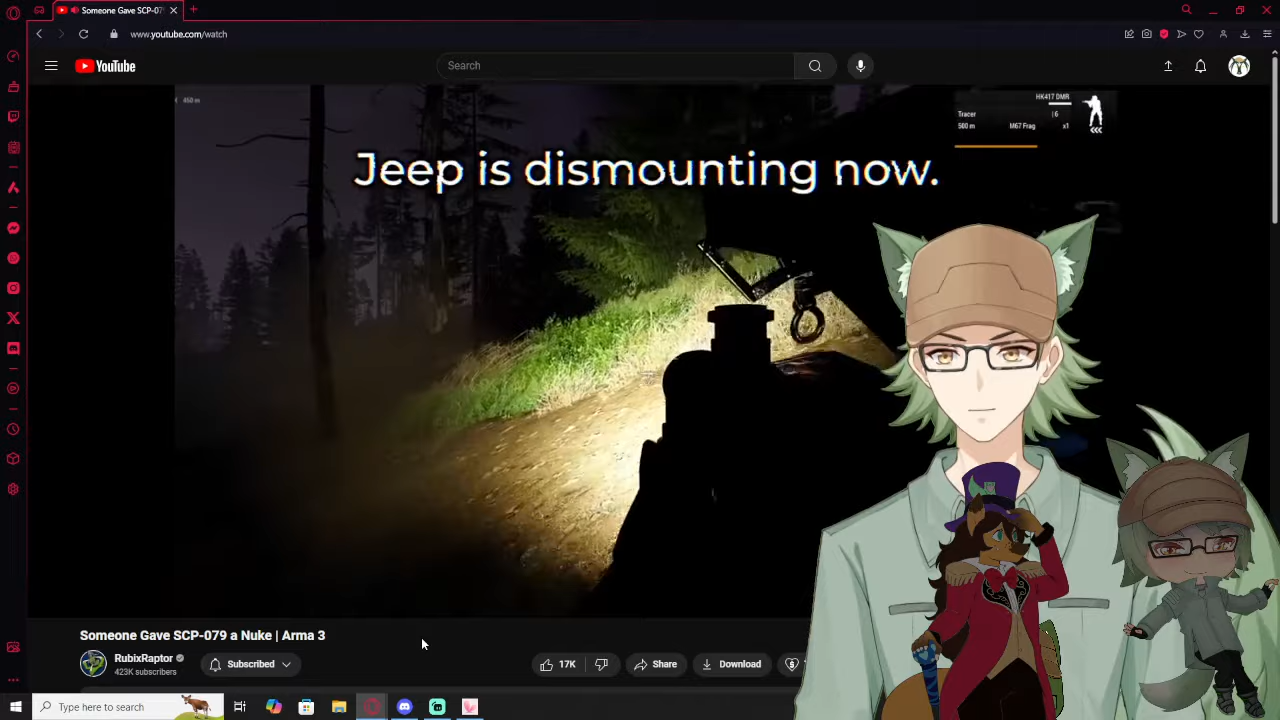 Someone Gave SCP-07
www.youtube.com/watch
YouTube
Search
450 m
HK417 DMR
Tracer
500 m
M67 Frag
x1
Jeep is dismounting now.
Someone Gave SCP-079 a Nuke | Arma 3
RubixRaptor
423K subscribers
Subscribed
17K
Share
Download
Type here to search